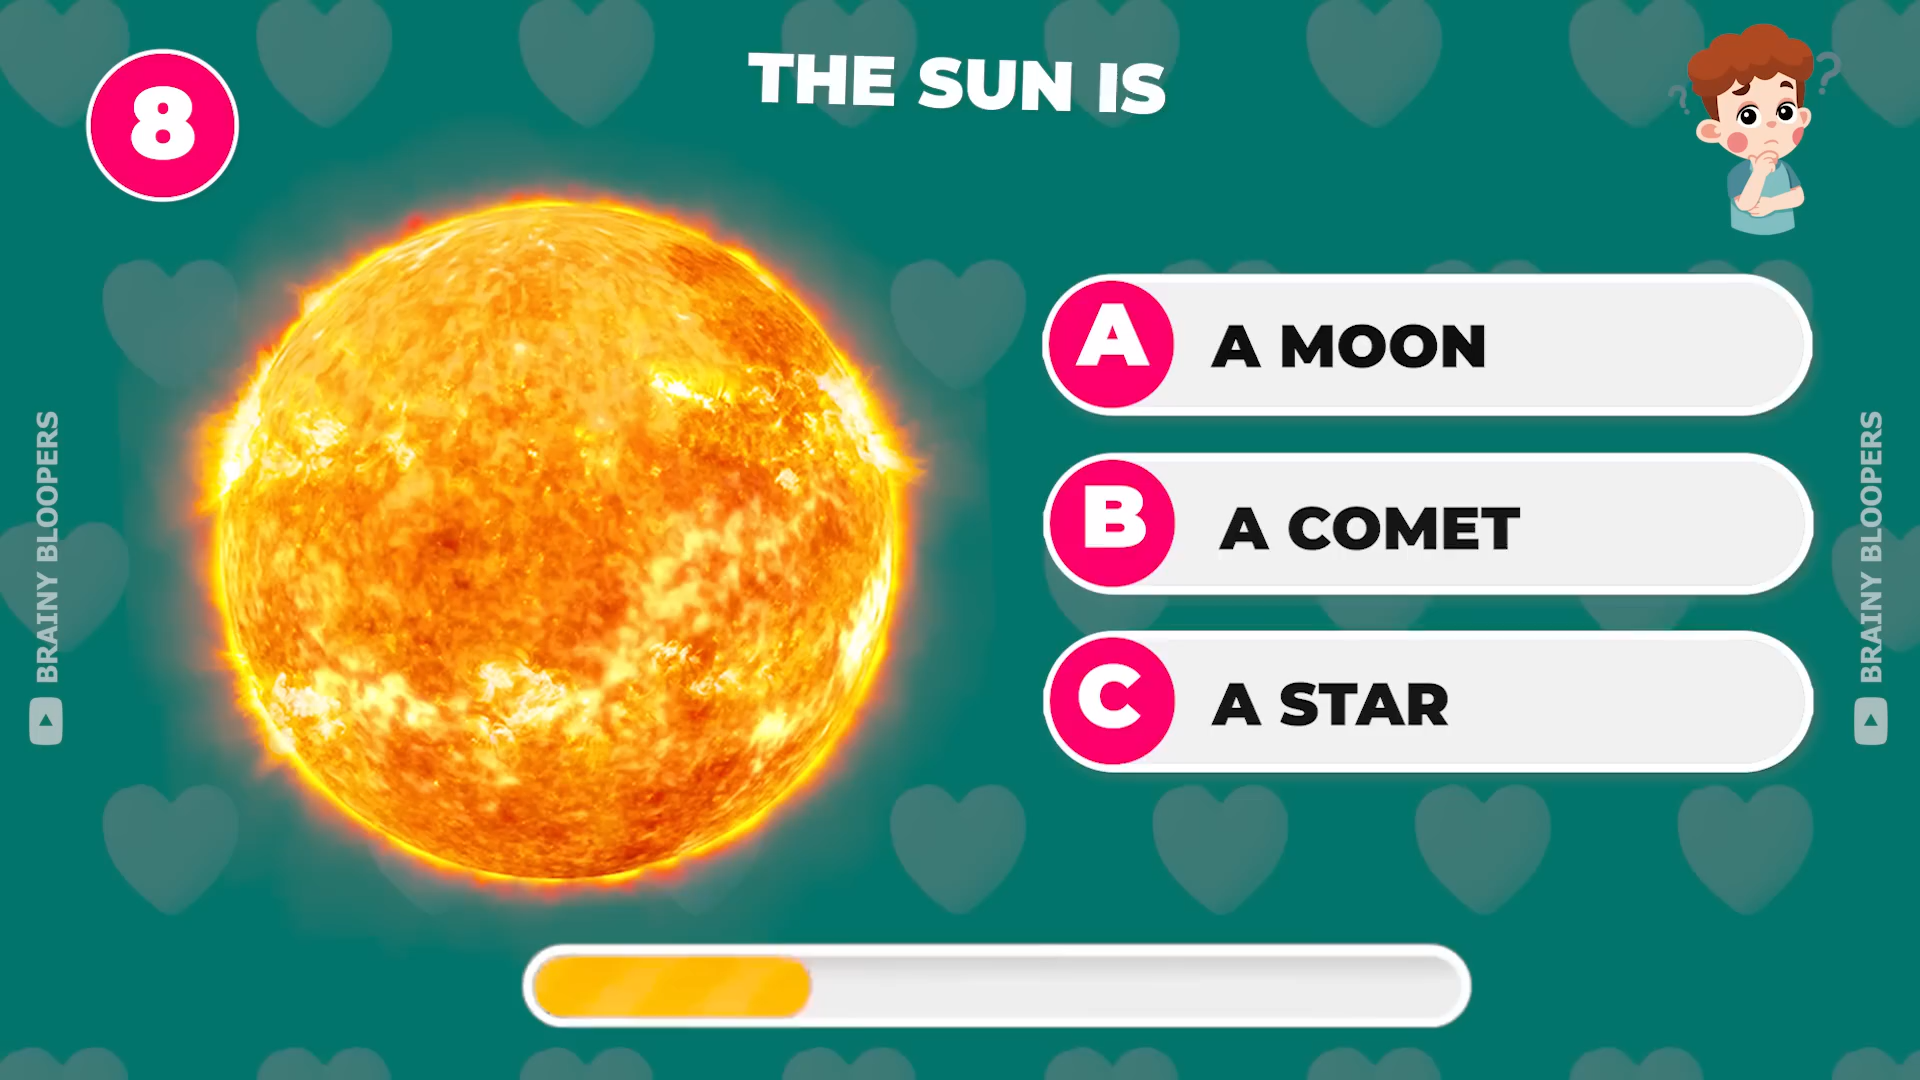 8
THE SUN IS
A A MOON
B A COMET
C A STAR
BRAINY BLOOPERS
BRAINY BLOOPERS
? ?